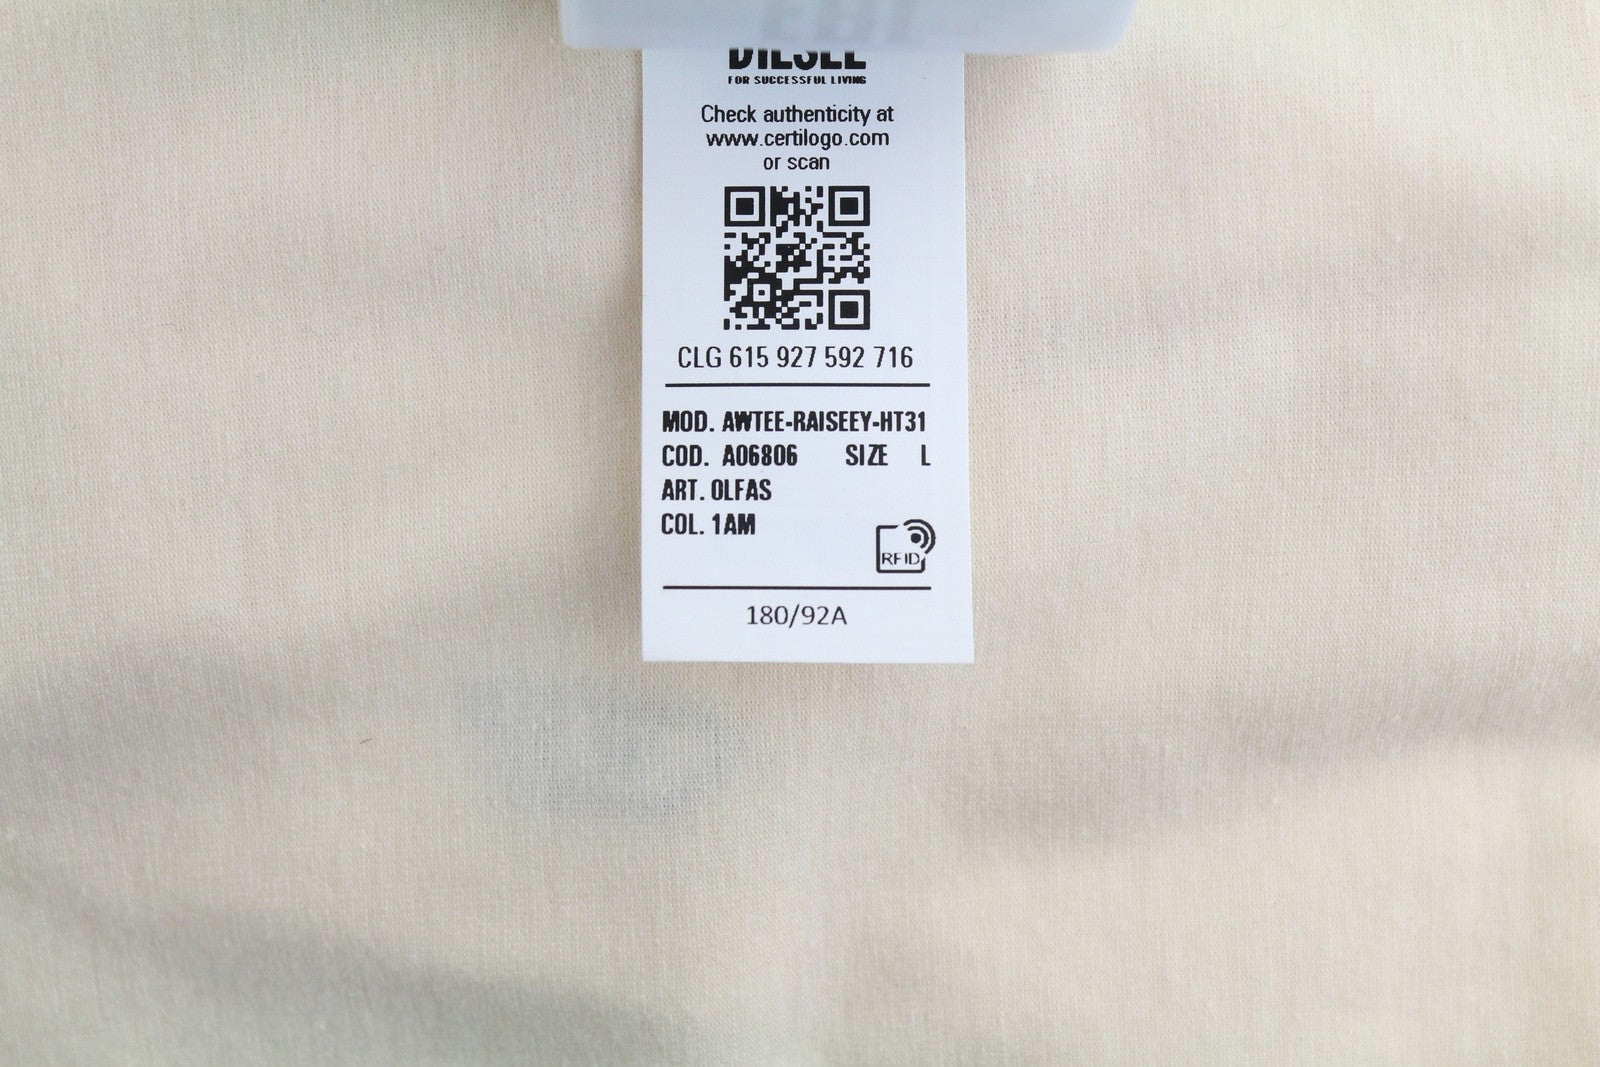 DIESEL
FOR SUCCESSFUL LIVING
Check authenticity at
www.certilogo.com
or scan
CLG 615 927 592 716
MOD. AWTEE-RAISEEY-HT31
COD. A06806 SIZE L
ART. 0LFAS
COL. 1AM
RFID
180/92A